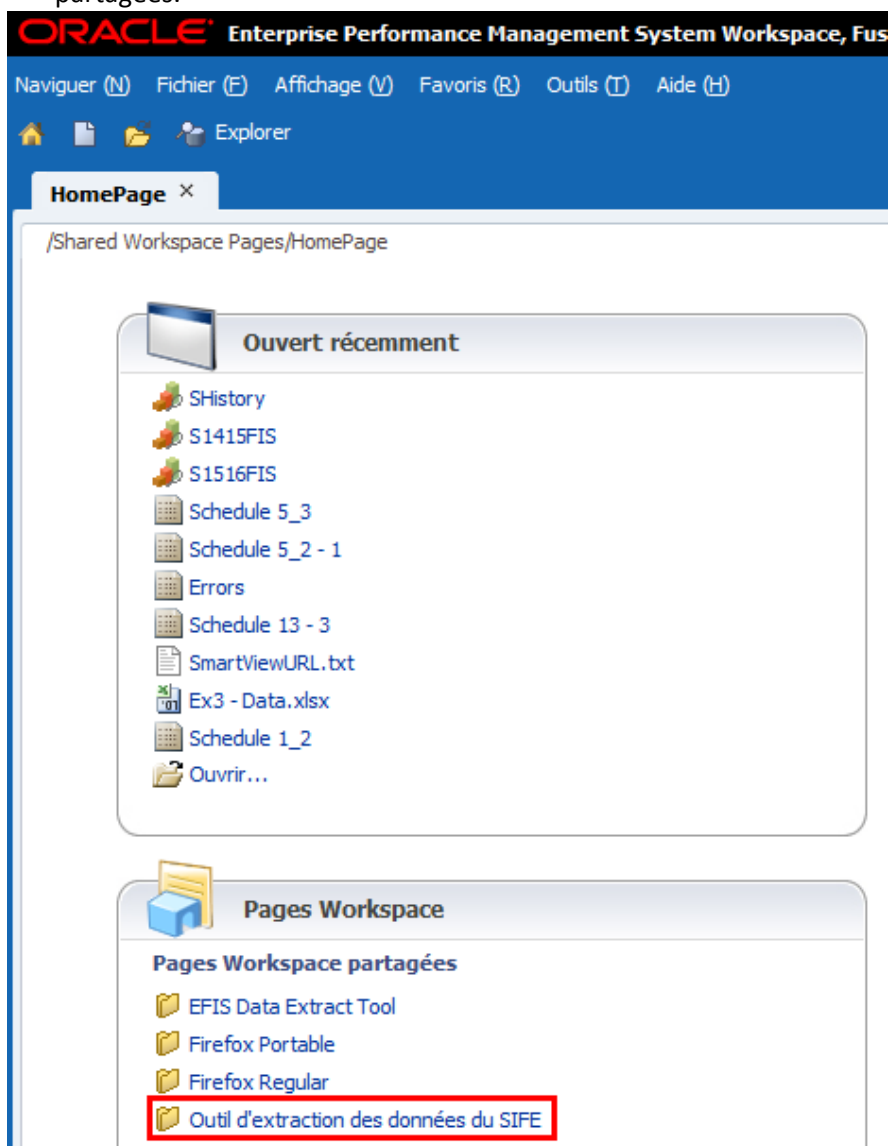 partagées.
ORACLE Enterprise Performance Management System Workspace, Fus
Naviguer (N) Fichier (F) Affichage (V) Favoris (R) Outils (T) Aide (H)
Explorer
HomePage ×
/Shared Workspace Pages/HomePage
Ouvert récemment
SHistory
S1415FIS
S1516FIS
Schedule 5_3
Schedule 5_2 - 1
Errors
Schedule 13 - 3
SmartViewURL.txt
Ex3 - Data.xlsx
Schedule 1_2
Ouvrir...
Pages Workspace
Pages Workspace partagées
EFIS Data Extract Tool
Firefox Portable
Firefox Regular
Outil d'extraction des données du SIFE